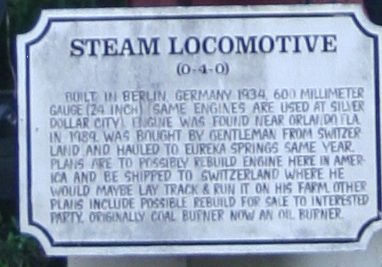 STEAM LOCOMOTIVE
(0-4-0)
BUILT IN BERLIN, GERMANY 1934, 600 MILLIMETER
GAUGE (24 INCH). SAME ENGINES ARE USED AT SILVER
DOLLAR CITY. ENGINE WAS FOUND NEAR ORLANDO FLA.
IN 1989, WAS BOUGHT BY GENTLEMAN FROM SWITZER
LAND AND HAULED TO EUREKA SPRINGS SAME YEAR.
PLANS ARE TO POSSIBLY REBUILD ENGINE HERE IN AMER-
ICA AND BE SHIPPED TO SWITZERLAND WHERE HE
WOULD MAYBE LAY TRACK & RUN IT ON HIS FARM. OTHER
PLANS INCLUDE POSSIBLE REBUILD FOR SALE TO INTERESTED
PARTY. ORIGINALLY COAL BURNER NOW AN OIL BURNER.